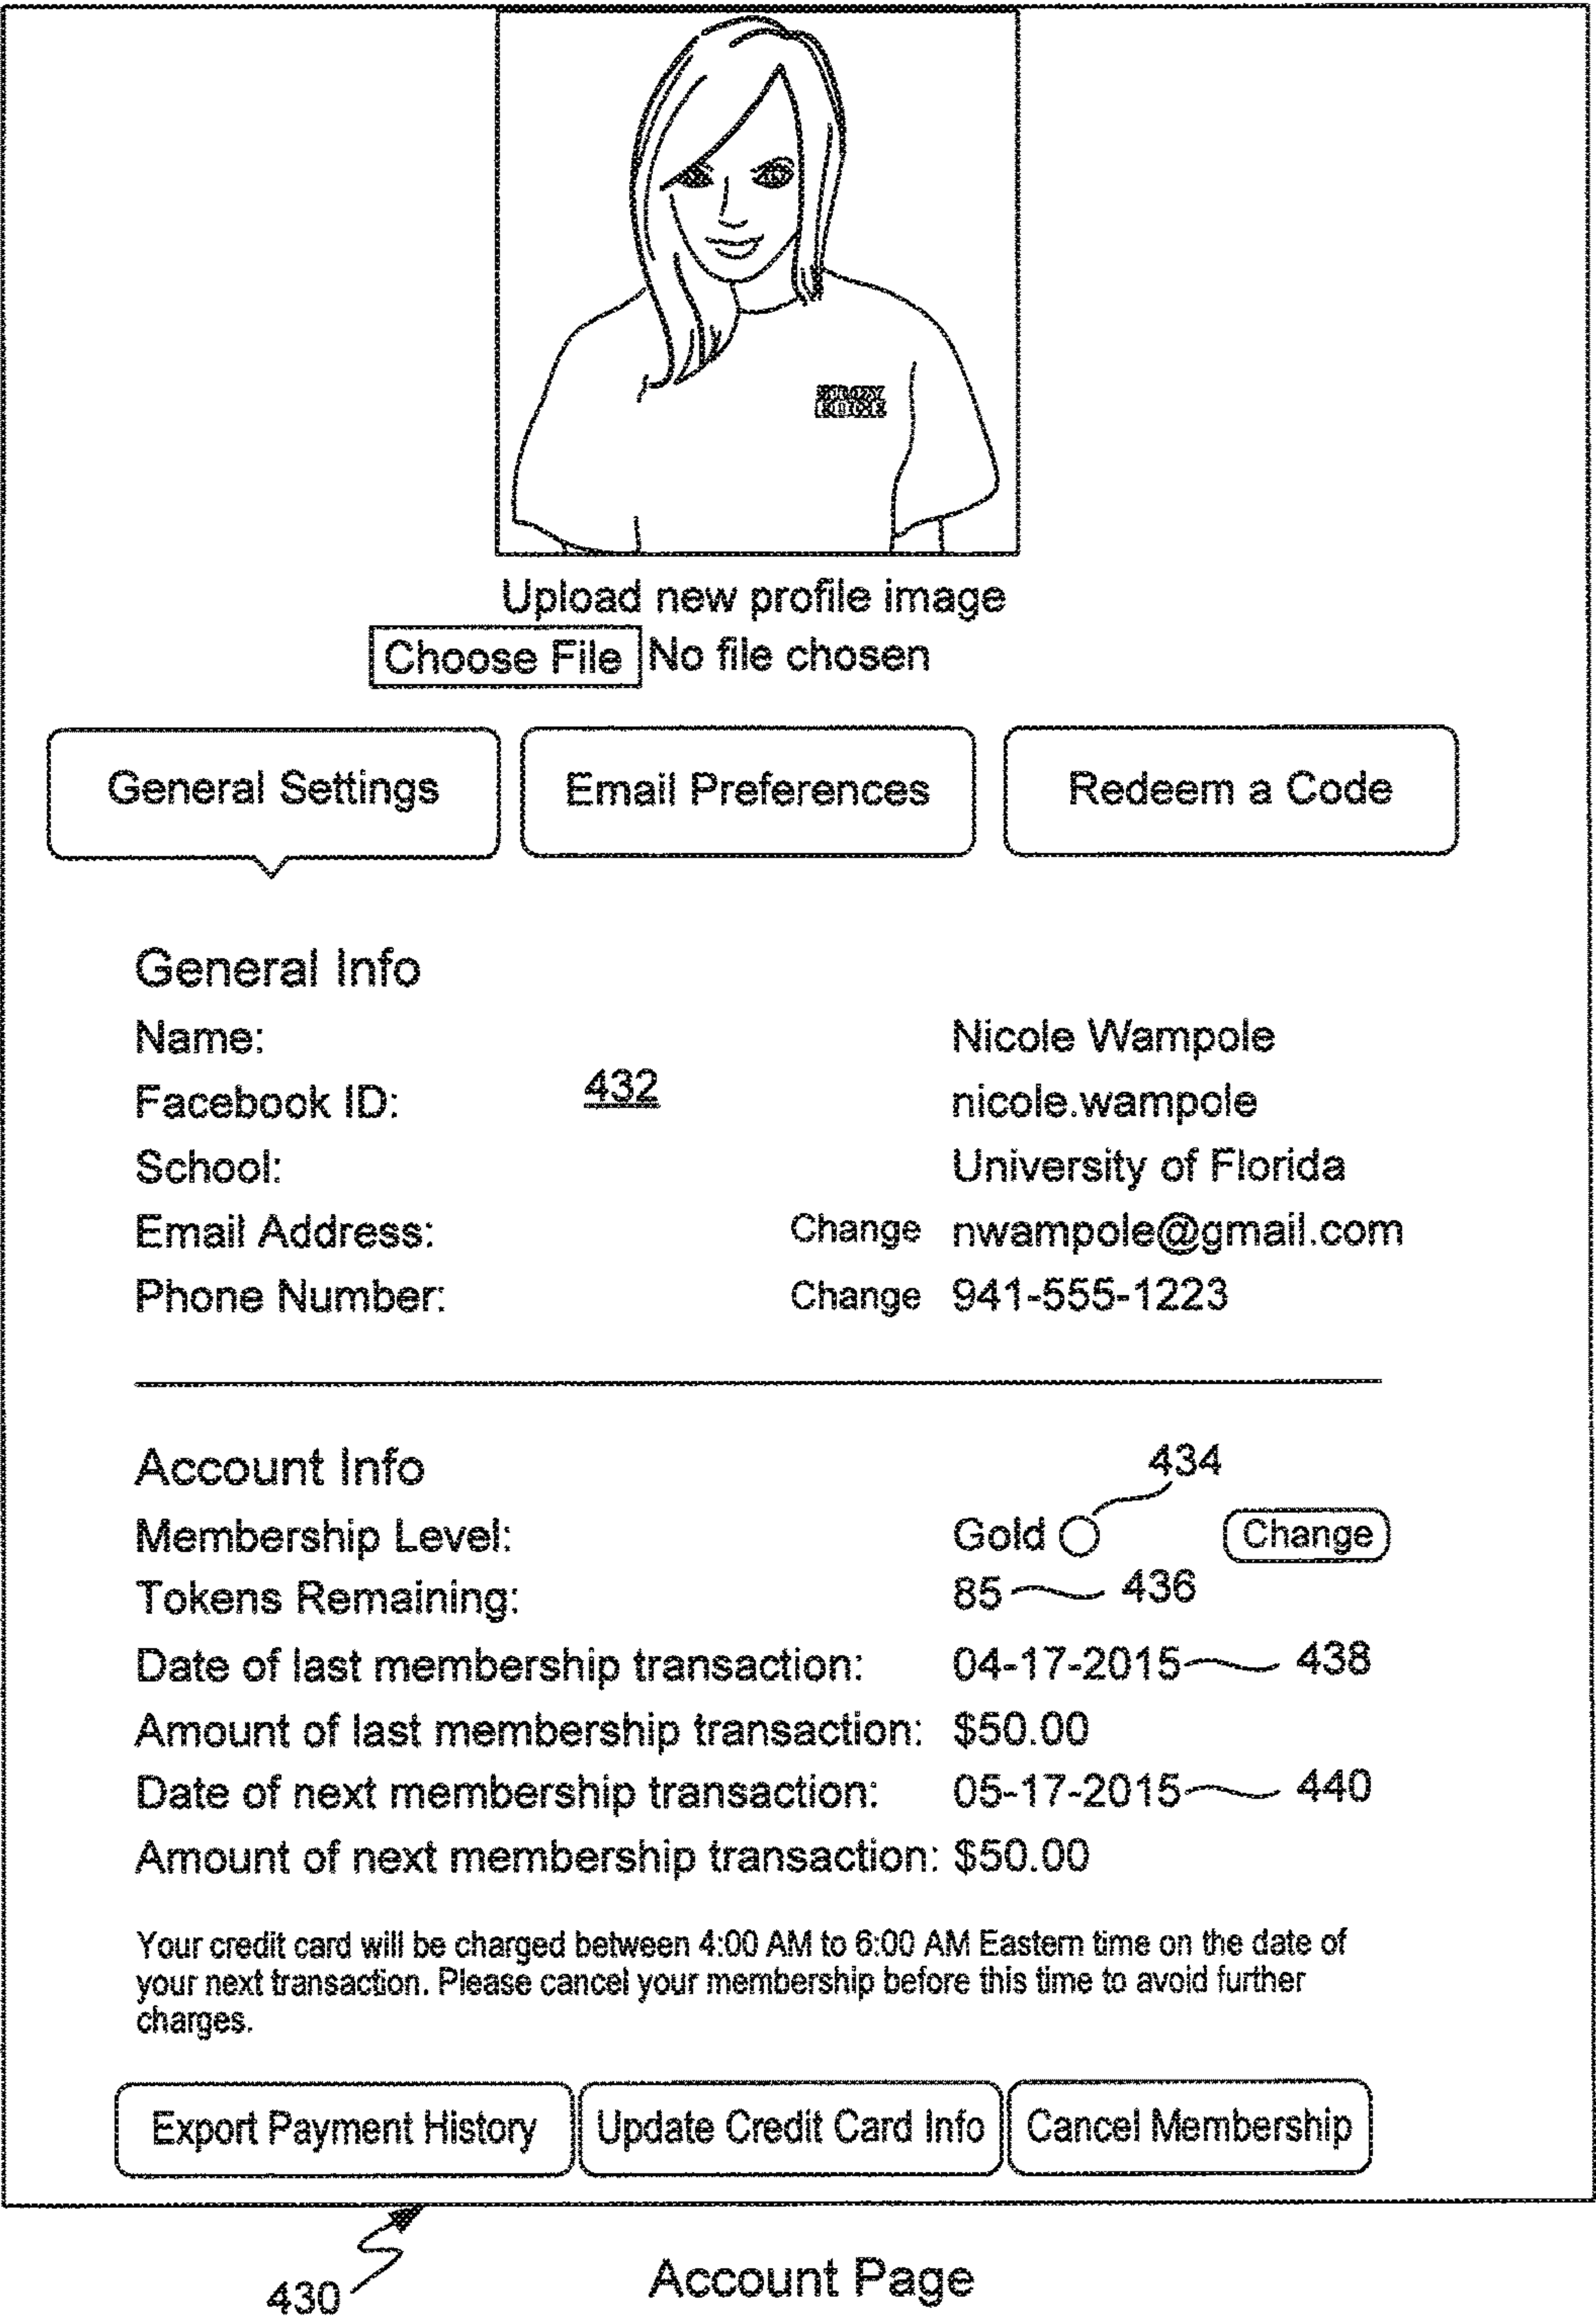 Upload new profile image
Choose File No file chosen
General Settings Email Preferences Redeem a Code
General Info
Name: Nicole Wampole
Facebook ID: 432 nicole.wampole
School: University of Florida
Email Address: Change nwampole@gmail.com
Phone Number: Change 941-555-1223
Account Info 434
Membership Level: Gold Change
Tokens Remaining: 85 436
Date of last membership transaction: 04-17-2015 438
Amount of last membership transaction: $50.00
Date of next membership transaction: 05-17-2015 440
Amount of next membership transaction: $50.00
Your credit card will be charged between 4:00 AM to 6:00 AM Eastern time on the date of
your next transaction. Please cancel your membership before this time to avoid further
charges.
Export Payment History Update Credit Card Info Cancel Membership
430 Account Page